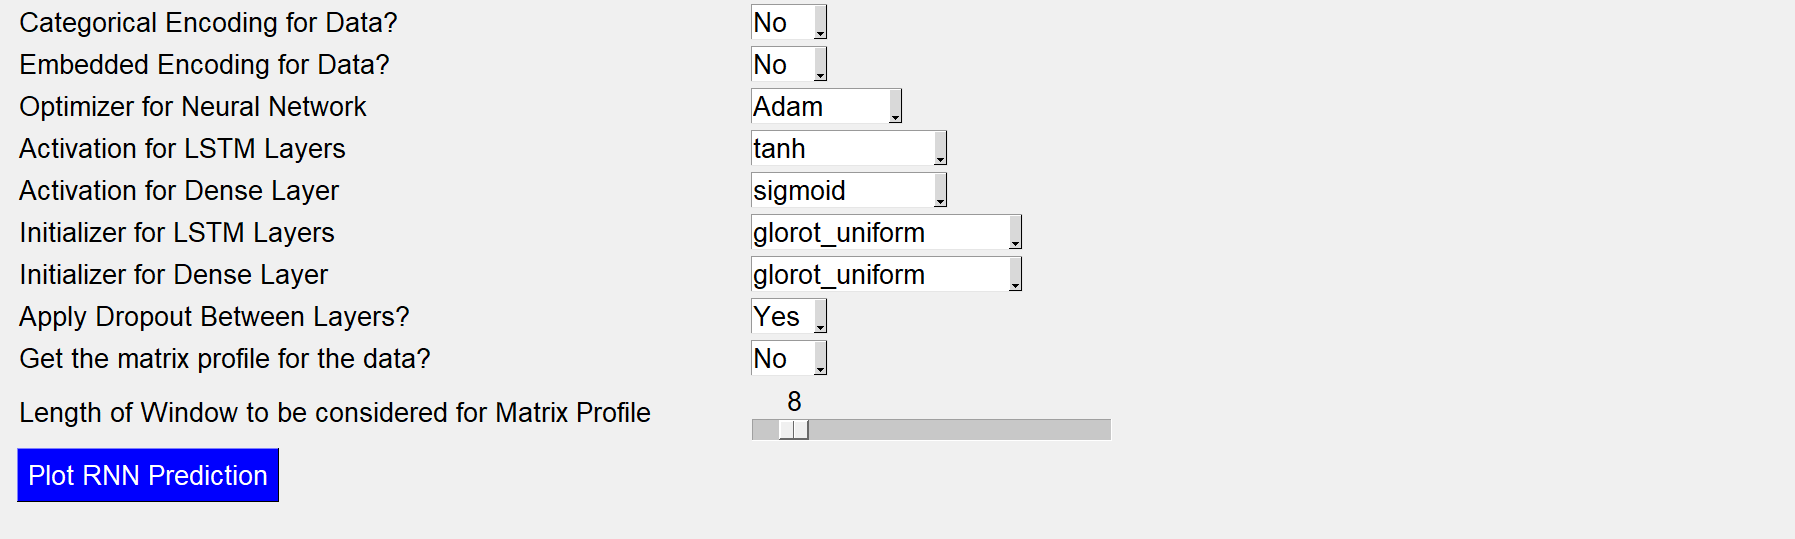 Categorical Encoding for Data? No
Embedded Encoding for Data? No
Optimizer for Neural Network Adam
Activation for LSTM Layers tanh
Activation for Dense Layer sigmoid
Initializer for LSTM Layers glorot_uniform
Initializer for Dense Layer glorot_uniform
Apply Dropout Between Layers? Yes
Get the matrix profile for the data? No
8
Length of Window to be considered for Matrix Profile
Plot RNN Prediction